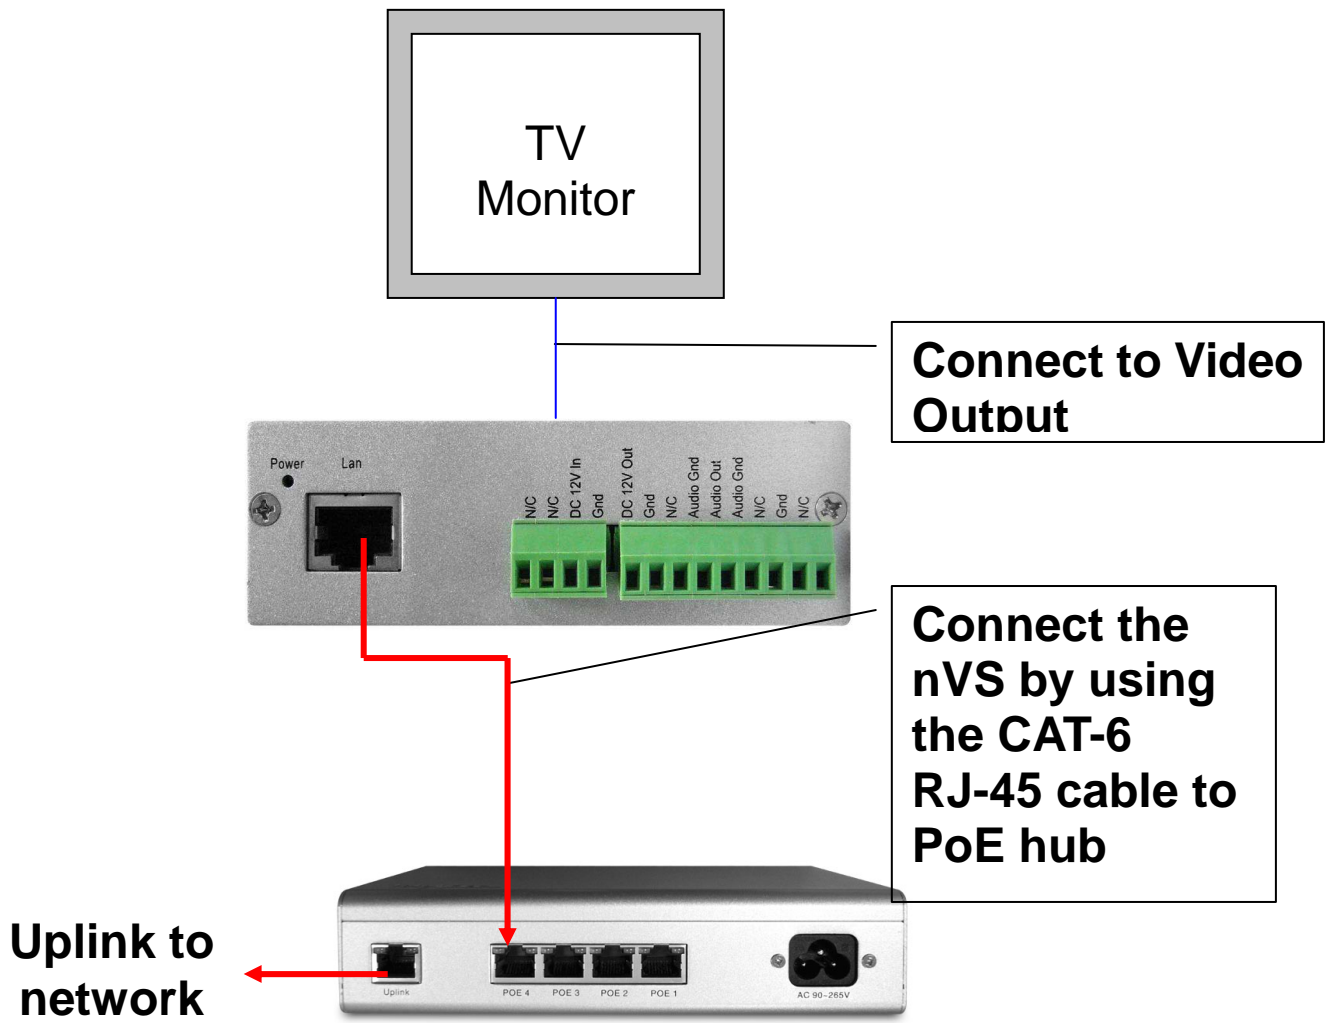 TV
Monitor
Connect to Video
Output
Power
Lan
N/C
N/C
DC 12V In
Gnd
DC 12V Out
Gnd
N/C
Audio Gnd
Audio Out
Audio Gnd
N/C
Gnd
N/C
Connect the
nVS by using
the CAT-6
RJ-45 cable to
PoE hub
Uplink to
network
Uplink
POE 4
POE 3
POE 2
POE 1
AC 90~265V